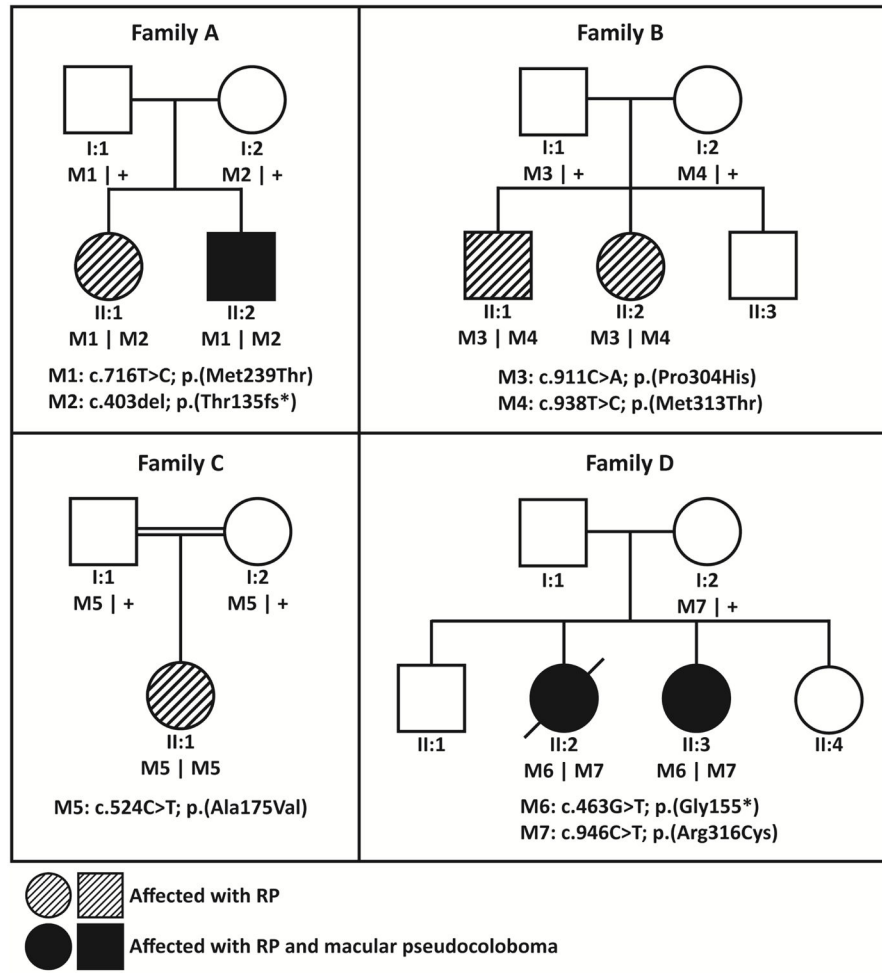 Family A
I:1
I:2
M1 | +
M2 | +
II:1
II:2
M1 | M2
M1 | M2
M1: c.716T>C; p.(Met239Thr)
M2: c.403del; p.(Thr135fs*)
Family B
I:1
I:2
M3 | +
M4 | +
II:1
II:2
II:3
M3 | M4
M3 | M4
M3: c.911C>A; p.(Pro304His)
M4: c.938T>C; p.(Met313Thr)
Family C
I:1
I:2
M5 | +
M5 | +
II:1
M5 | M5
M5: c.524C>T; p.(Ala175Val)
Family D
I:1
I:2
M7 | +
II:1
II:2
II:3
II:4
M6 | M7
M6 | M7
M6: c.463G>T; p.(Gly155*)
M7: c.946C>T; p.(Arg316Cys)
Affected with RP
Affected with RP and macular pseudocoloboma